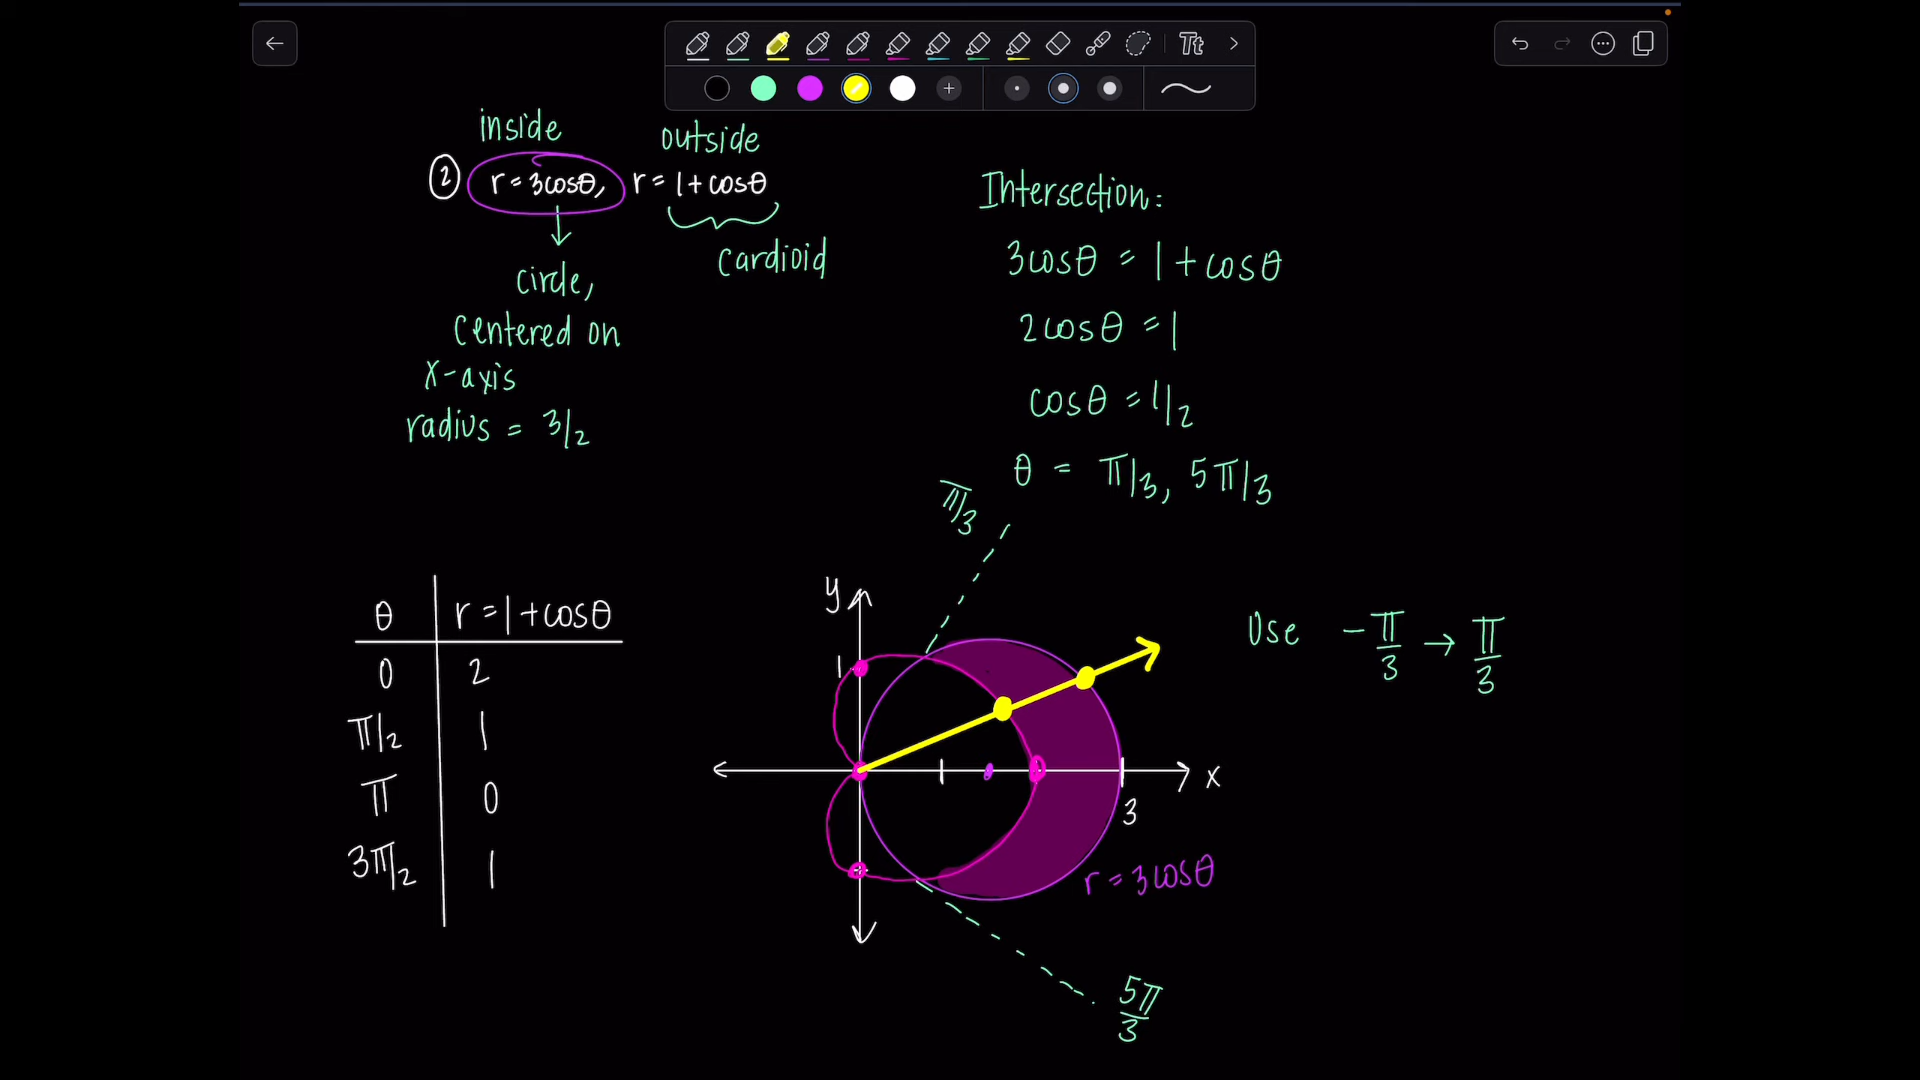 Tt
inside
outside
② r = 3cosθ, r = 1 + cosθ
cardioid
circle,
centered on
x-axis
radius = 3/2
Intersection:
3cosθ = 1 + cosθ
2cosθ = 1
cosθ = 1/2
θ = π/3, 5π/3
π/3
θ r = 1 + cosθ
0 2
π/2 1
π 0
3π/2 1
y
1
x
3
r = 3cosθ
5π/3
Use -π/3 → π/3